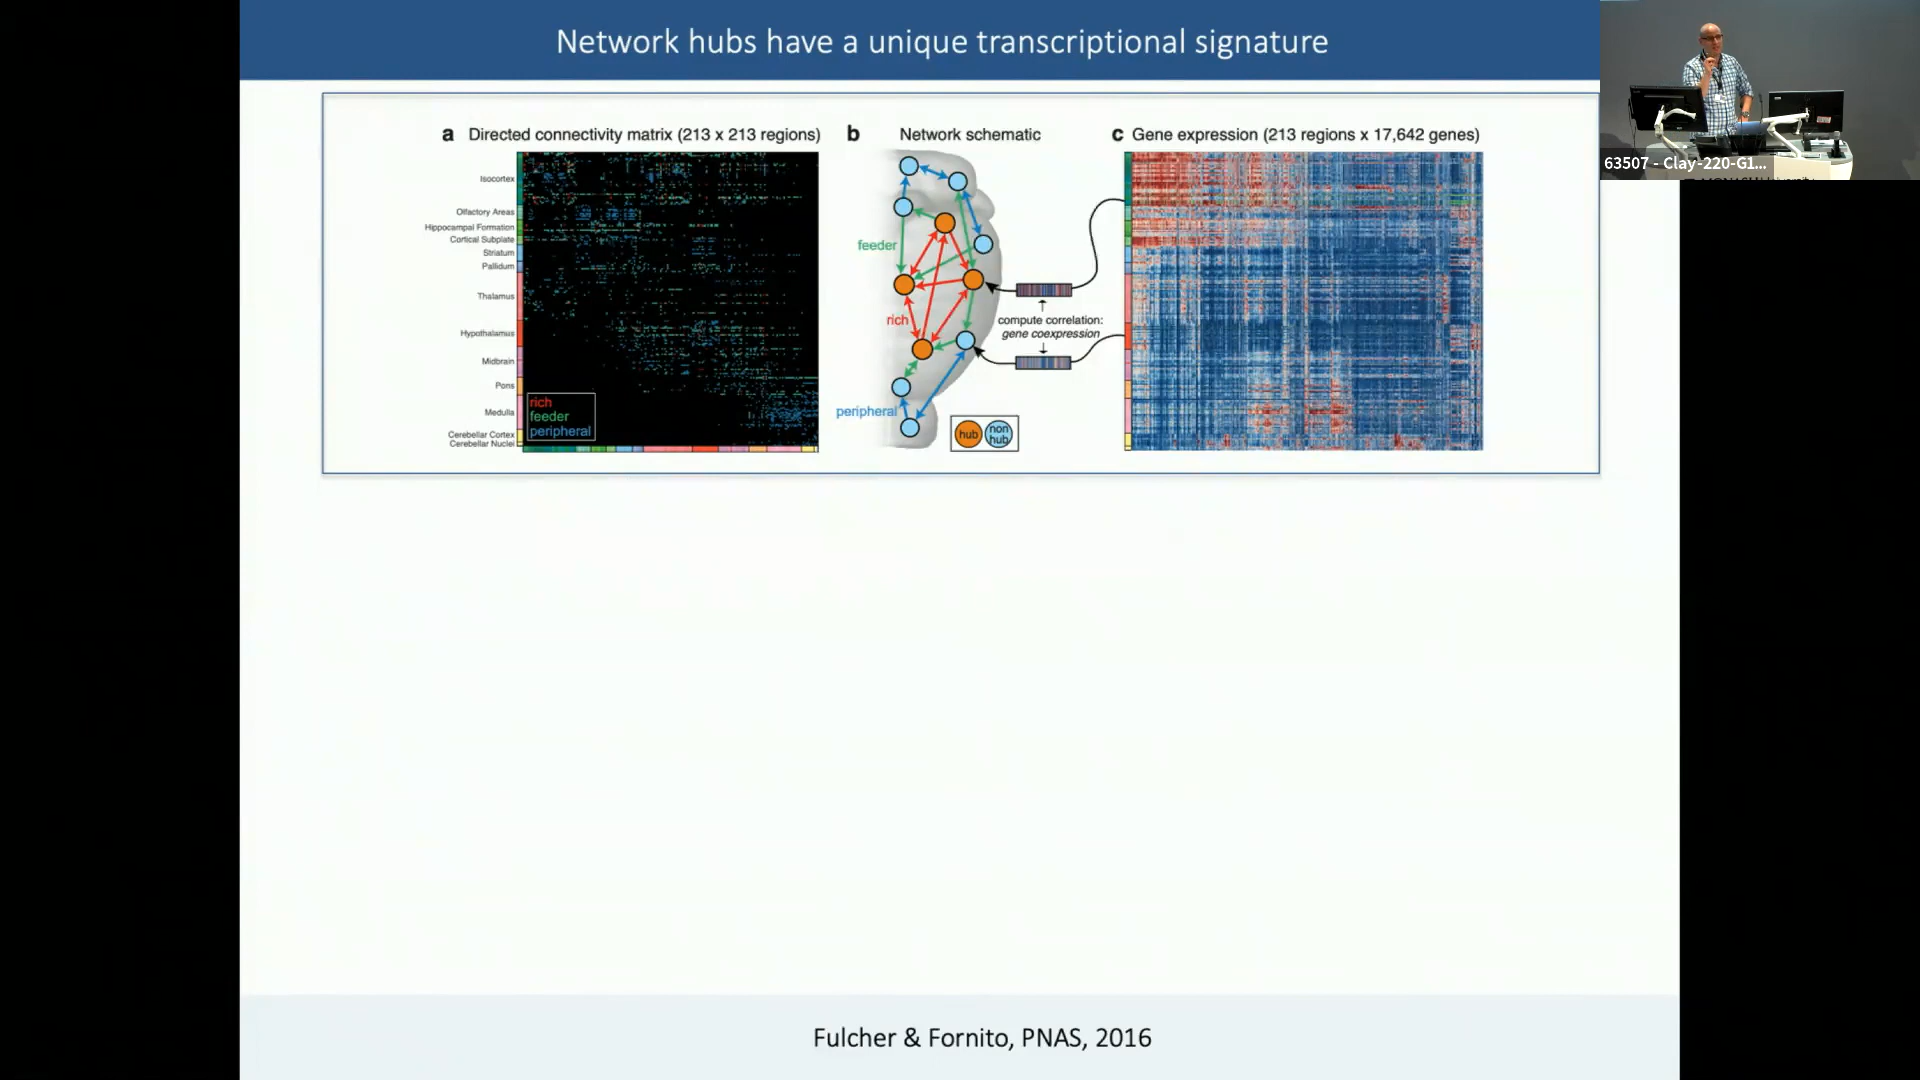 Network hubs have a unique transcriptional signature
a Directed connectivity matrix (213 x 213 regions)
Isocortex
Olfactory Areas
Hippocampal Formation
Cortical Subplate
Striatum
Pallidum
Thalamus
Hypothalamus
Midbrain
Pons
Medulla
Cerebellar Cortex
Cerebellar Nuclei
rich
feeder
peripheral
b Network schematic
feeder
rich
peripheral
hub
non
hub
compute correlation:
gene coexpression
c Gene expression (213 regions x 17,642 genes)
63507 - Clay-220-G1...
Fulcher & Fornito, PNAS, 2016